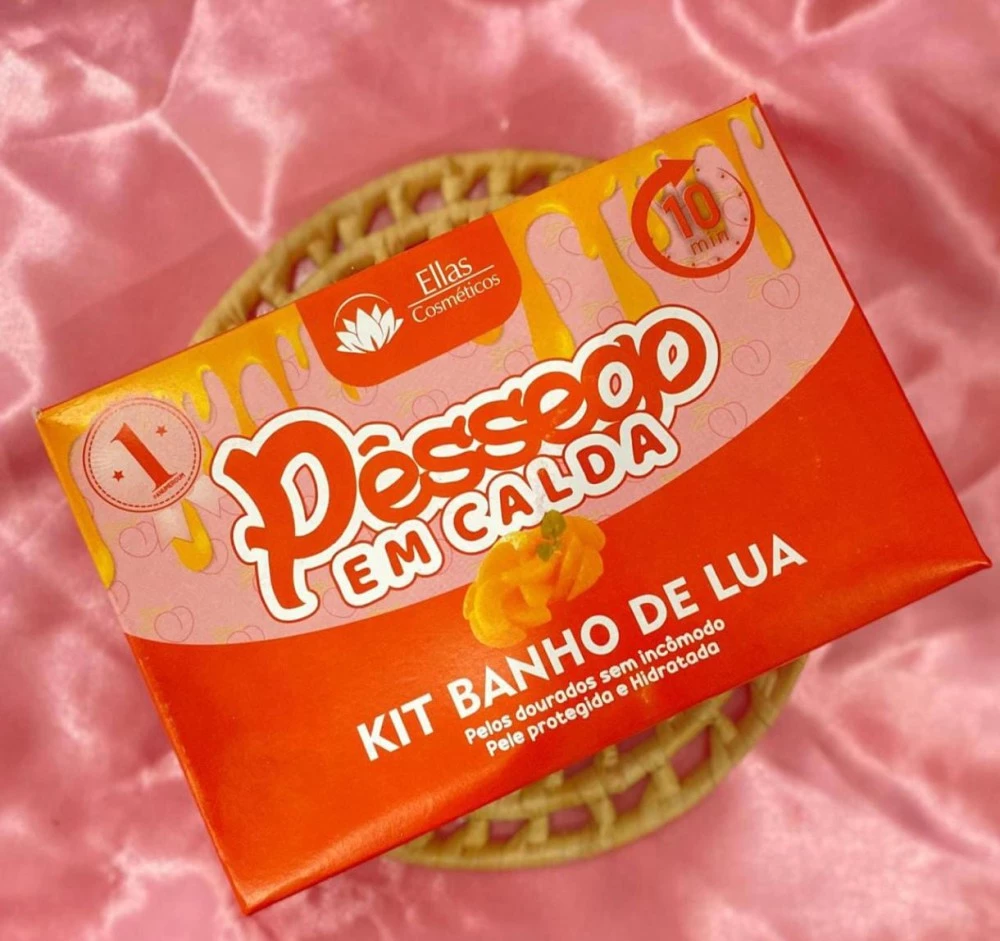 Ellas
Cosméticos
10
min
1
Pêssego
EM CALDA
KIT BANHO DE LUA
Pelos dourados sem incômodo
Pele protegida e Hidratada